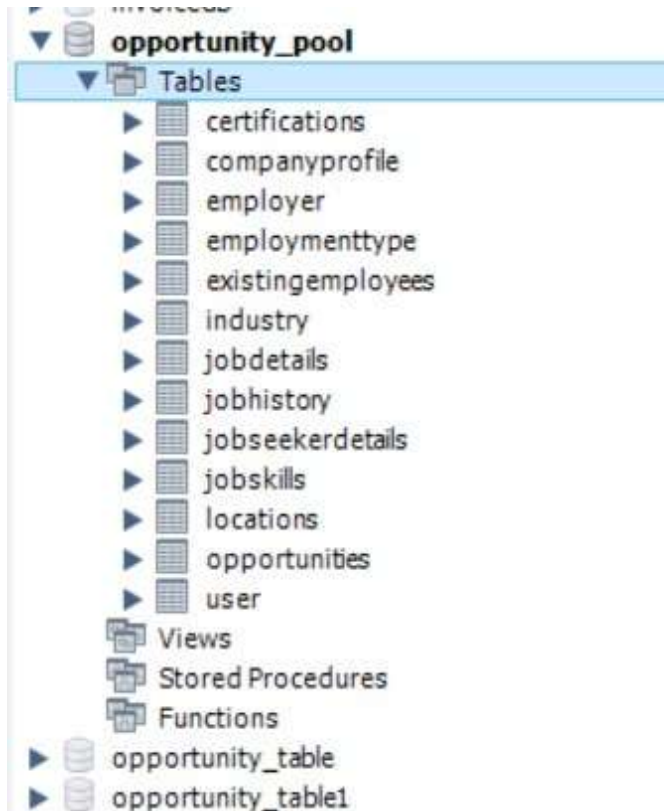 opportunity_pool
Tables
certifications
companyprofile
employer
employmenttype
existingemployees
industry
jobdetails
jobhistory
jobseekerdetails
jobskills
locations
opportunities
user
Views
Stored Procedures
Functions
opportunity_table
opportunity_table1